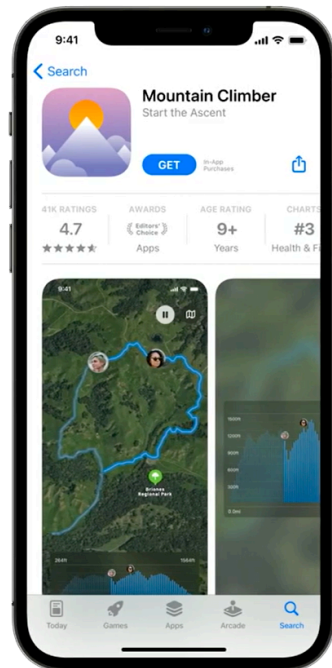 9:41
Search
Mountain Climber
Start the Ascent
GET
In-App
Purchases
41K RATINGS
4.7
AWARDS
Editors'
Choice
Apps
AGE RATING
9+
Years
CHARTS
#3
Health & Fi
9:41
Briones
Regional Park
Today
Games
Apps
Arcade
Search